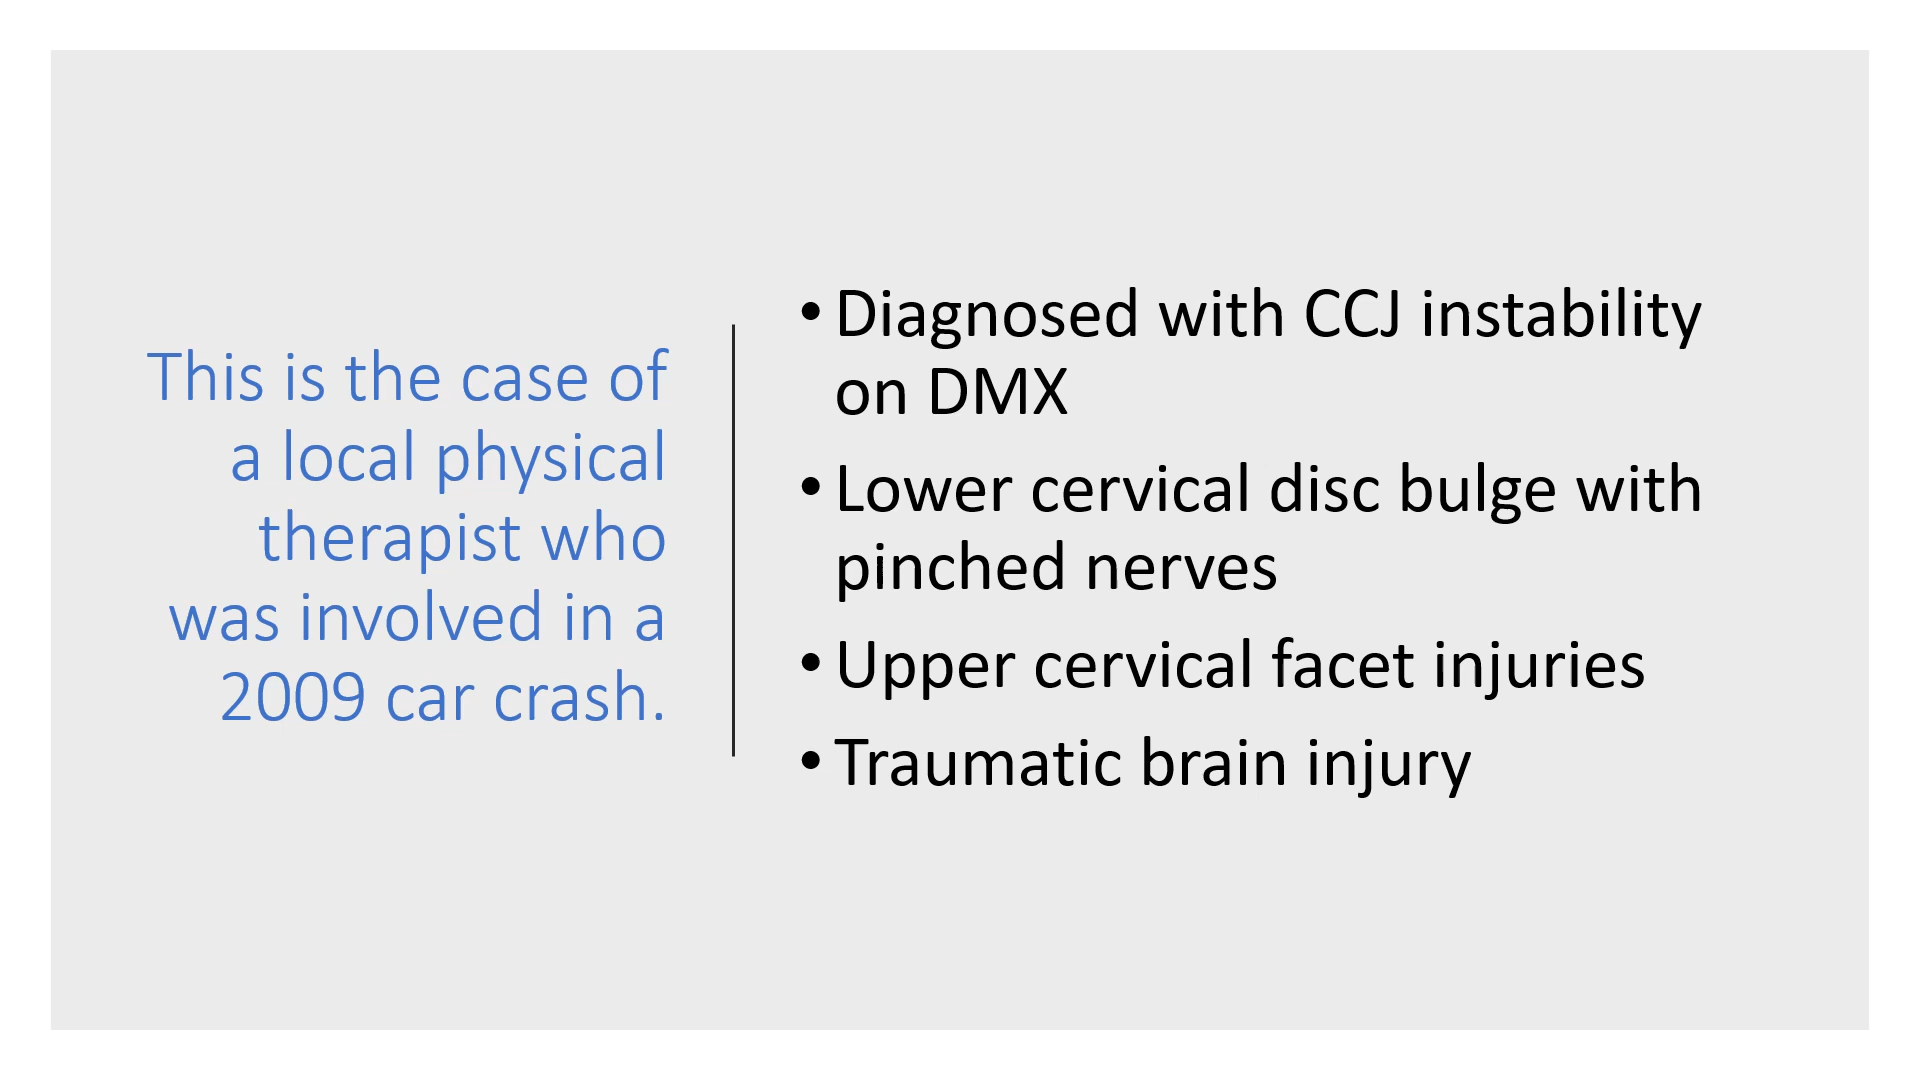 This is the case of
a local physical
therapist who
was involved in a
2009 car crash.
• Diagnosed with CCJ instability
on DMX
• Lower cervical disc bulge with
pinched nerves
• Upper cervical facet injuries
• Traumatic brain injury